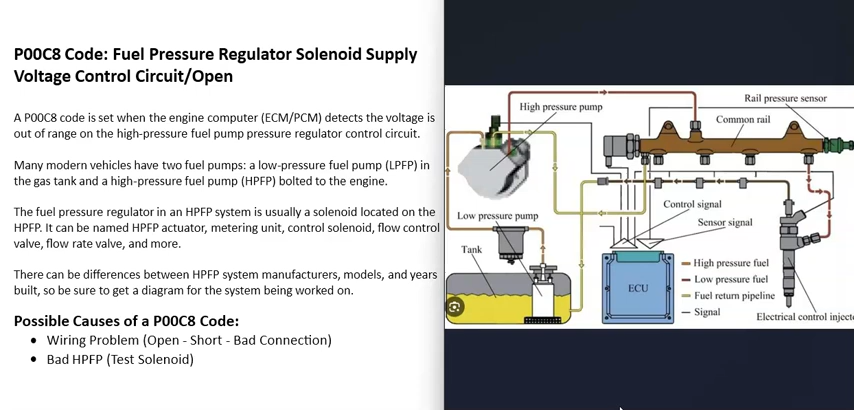 P00C8 Code: Fuel Pressure Regulator Solenoid Supply
Voltage Control Circuit/Open
A P00C8 code is set when the engine computer (ECM/PCM) detects the voltage is
out of range on the high-pressure fuel pump pressure regulator control circuit.
Many modern vehicles have two fuel pumps: a low-pressure fuel pump (LPFP) in
the gas tank and a high-pressure fuel pump (HPFP) bolted to the engine.
The fuel pressure regulator in an HPFP system is usually a solenoid located on the
HPFP. It can be named HPFP actuator, metering unit, control solenoid, flow control
valve, flow rate valve, and more.
There can be differences between HPFP system manufacturers, models, and years
built, so be sure to get a diagram for the system being worked on.
Possible Causes of a P00C8 Code:
• Wiring Problem (Open - Short - Bad Connection)
• Bad HPFP (Test Solenoid)
High pressure pump
Rail pressure sensor
Common rail
Control signal
Low pressure pump
Sensor signal
Tank
ECU
High pressure fuel
Low pressure fuel
Fuel return pipeline
Signal
Electrical control injecto